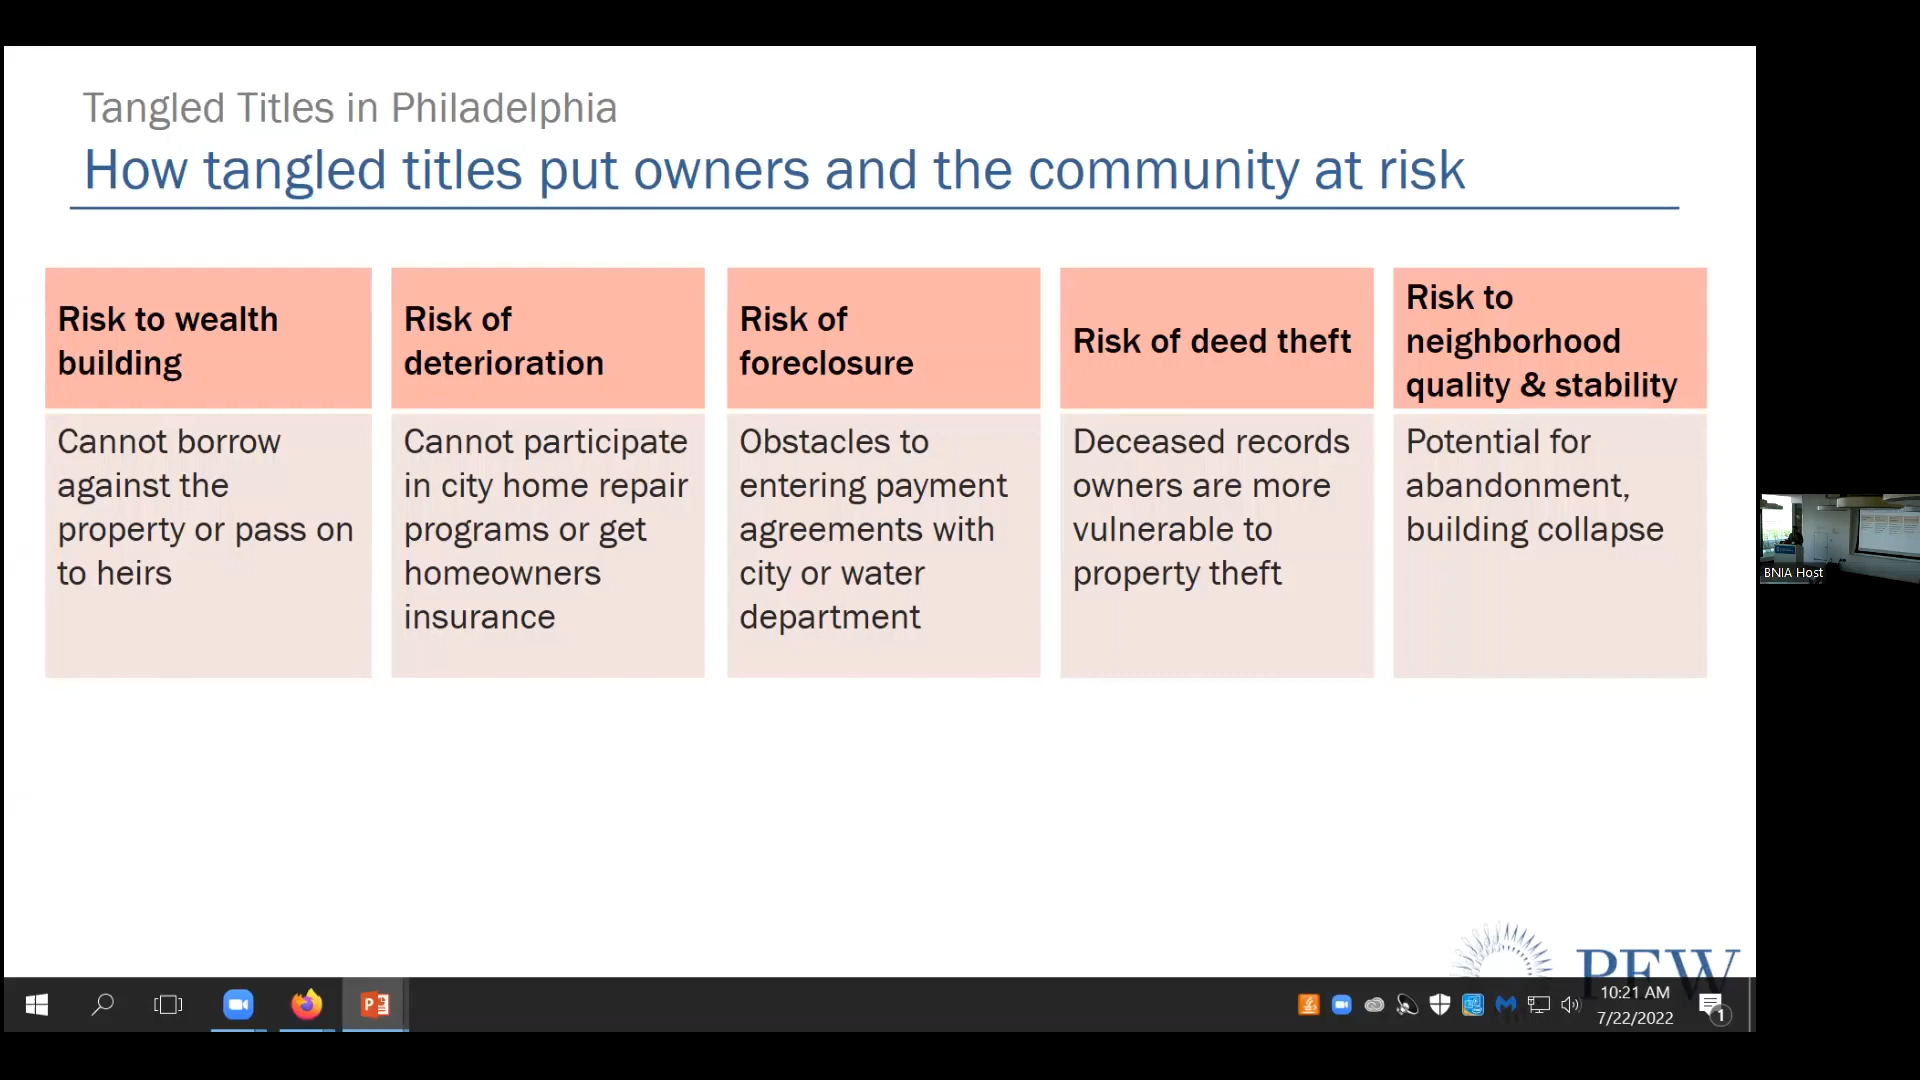 Tangled Titles in Philadelphia
How tangled titles put owners and the community at risk
Risk to wealth
building
Cannot borrow
against the
property or pass on
to heirs
Risk of
deterioration
Cannot participate
in city home repair
programs or get
homeowners
insurance
Risk of
foreclosure
Obstacles to
entering payment
agreements with
city or water
department
Risk of deed theft
Deceased records
owners are more
vulnerable to
property theft
Risk to
neighborhood
quality & stability
Potential for
abandonment,
building collapse
BNIA Host
PEW
10:21 AM
7/22/2022
1